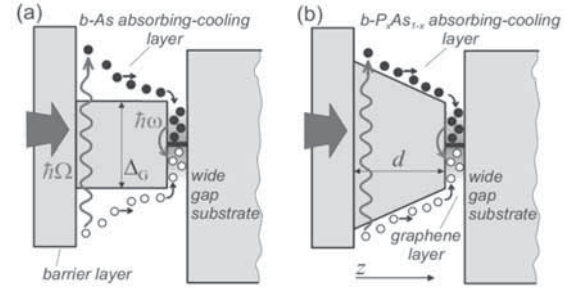 (a)
b-As absorbing-cooling
layer
ℏω
ℏΩ
Δ_G
wide
gap
substrate
barrier layer
(b)
b-PₓAs₁₋ₓ absorbing-cooling
layer
d
wide
gap
substrate
graphene
layer
z